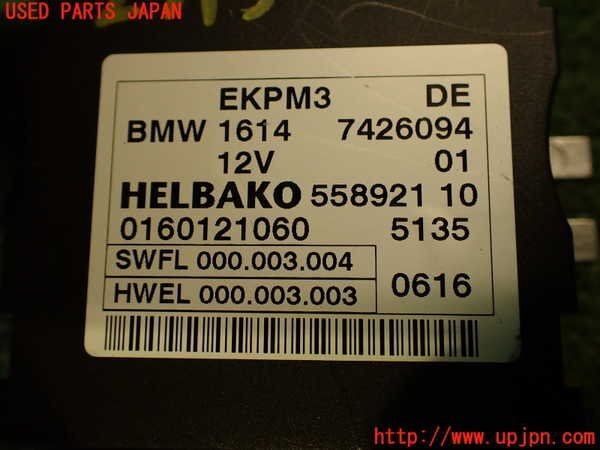 USED PARTS JAPAN
EKPM3 DE
BMW 1614 7426094
12V 01
HELBAKO 558921 10
0160121060 5135
SWFL 000.003.004
HWEL 000.003.003 0616
http://www.upjpn.com/